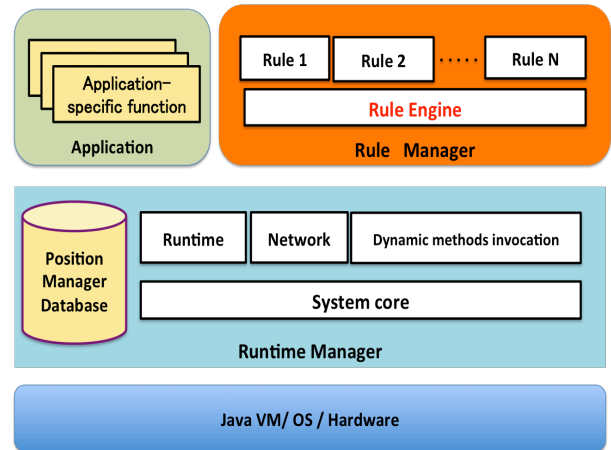 Application-
specific function
Application
Rule 1
Rule 2
.....
Rule N
Rule Engine
Rule Manager
Position
Manager
Database
Runtime
Network
Dynamic methods invocation
System core
Runtime Manager
Java VM/ OS / Hardware